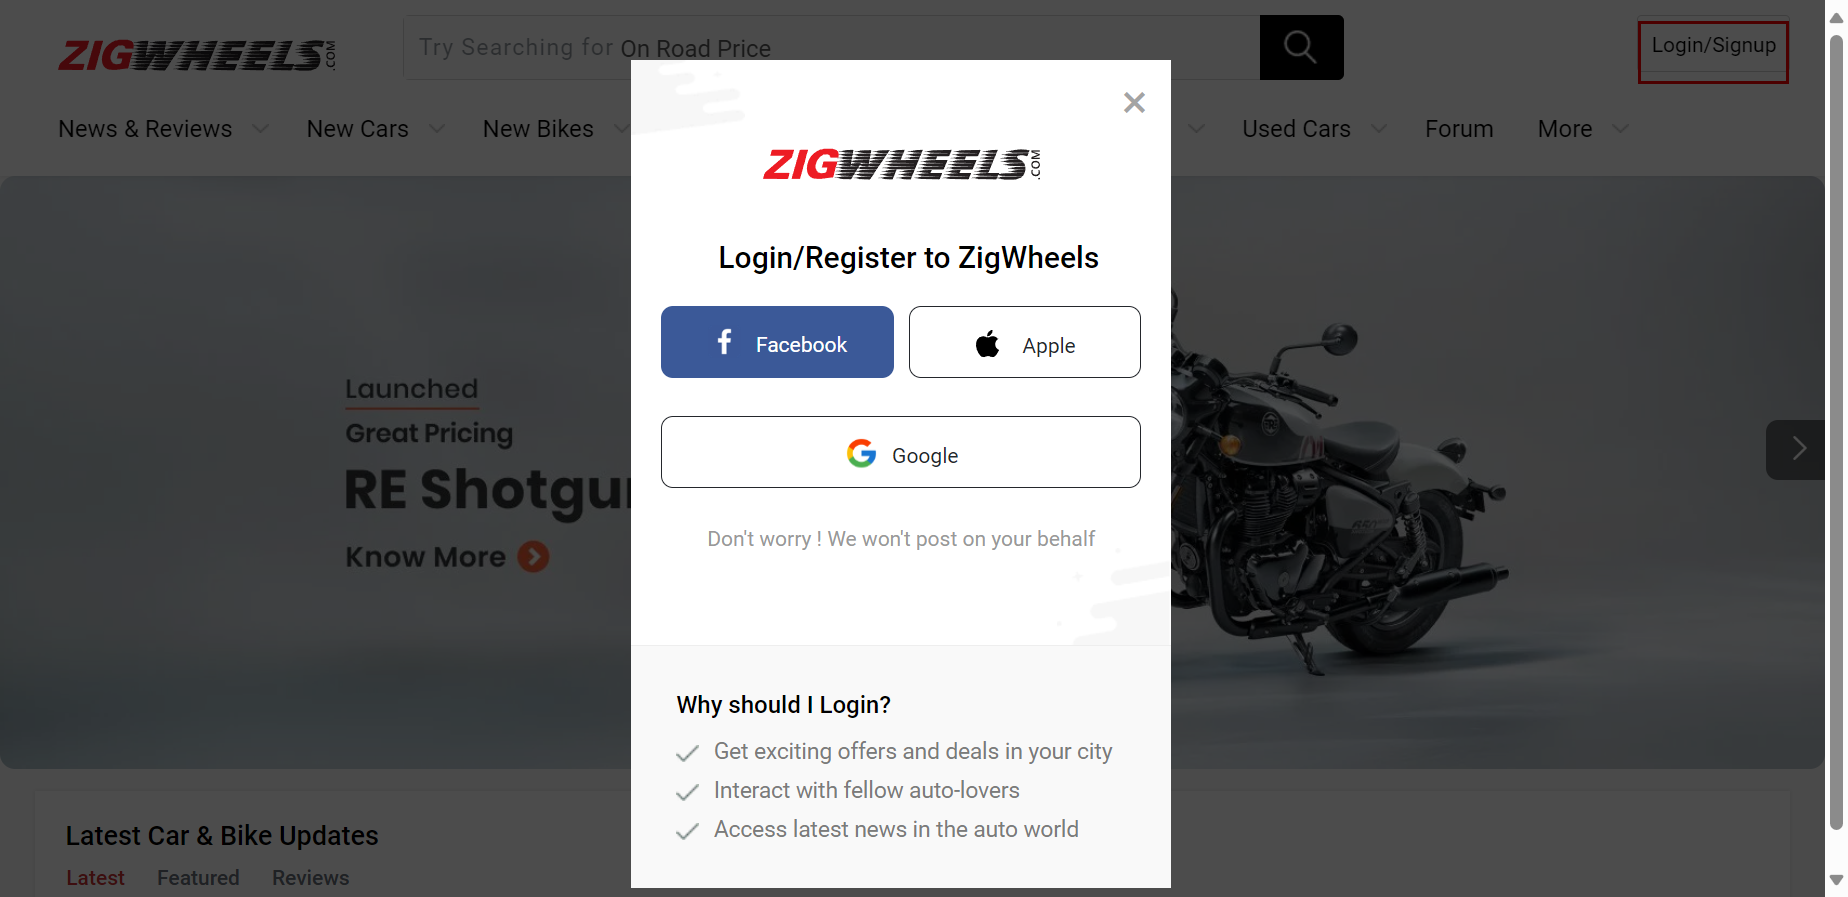 ZIGWHEELS.COM
Try Searching for On Road Price
Login/Signup
News & Reviews New Cars New Bikes Used Cars Forum More
ZIGWHEELS.COM
Login/Register to ZigWheels
Facebook Apple
Google
Don't worry ! We won't post on your behalf
Launched
Great Pricing
RE Shotgu
Know More
Why should I Login?
Get exciting offers and deals in your city
Interact with fellow auto-lovers
Access latest news in the auto world
Latest Car & Bike Updates
Latest Featured Reviews